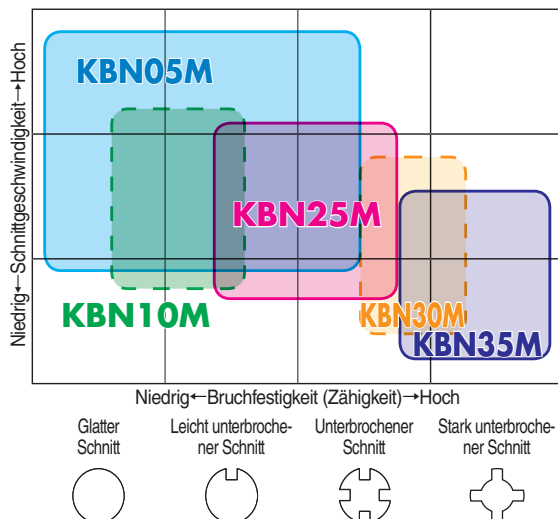 KBN05M
KBN25M
KBN10M
KBN30M
KBN35M
Niedrig←Schnittgeschwindigkeit→Hoch
Niedrig←Bruchfestigkeit (Zähigkeit)→Hoch
Glatter
Schnitt
Leicht unterbroche-
ner Schnitt
Unterbrochener
Schnitt
Stark unterbroche-
ner Schnitt